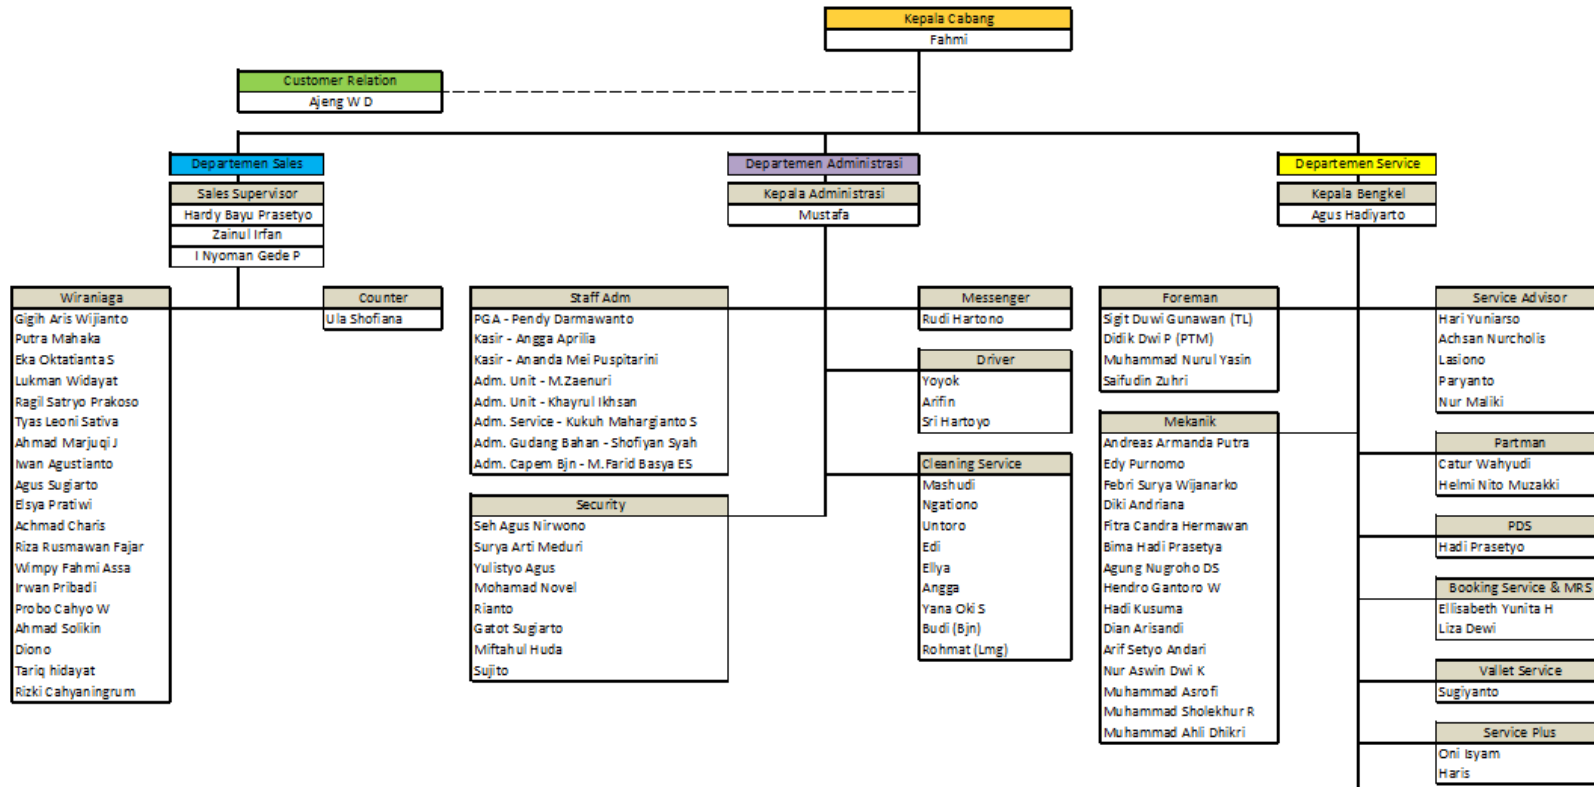 Kepala Cabang
Fahmi
Customer Relation
Ajeng W D
Departemen Sales
Sales Supervisor
Hardy Bayu Prasetyo
Zainul Irfan
I Nyoman Gede P
Wiraniaga
Gigih Aris Wijianto
Putra Mahaka
Eka Oktatianta S
Lukman Widayat
Ragil Satryo Prakoso
Tyas Leoni Sativa
Ahmad Marjuqi J
Iwan Agustianto
Agus Sugiarto
Elsya Pratiwi
Achmad Charis
Riza Rusmawan Fajar
Wimpy Fahmi Assa
Irwan Pribadi
Probo Cahyo W
Ahmad Solikin
Diono
Tariq hidayat
Rizki Cahyaningrum
Counter
Ula Shofiana
Departemen Administrasi
Kepala Administrasi
Mustafa
Staff Adm
PGA - Pendy Darmawanto
Kasir - Angga Aprilia
Kasir - Ananda Mei Puspitarini
Adm. Unit - M.Zaenuri
Adm. Unit - Khayrul Ikhsan
Adm. Service - Kukuh Mahargianto S
Adm. Gudang Bahan - Shofiyan Syah
Adm. Capem Bjn - M.Farid Basya ES
Security
Seh Agus Nirwono
Surya Arti Meduri
Yulistyo Agus
Mohamad Novel
Rianto
Gatot Sugiarto
Miftahul Huda
Sujito
Messenger
Rudi Hartono
Driver
Yoyok
Arifin
Sri Hartoyo
Cleaning Service
Mashudi
Ngationo
Untoro
Edi
Ellya
Angga
Yana Oki S
Budi (Bjn)
Rohmat (Lmg)
Departemen Service
Kepala Bengkel
Agus Hadiyarto
Foreman
Sigit Duwi Gunawan (TL)
Didik Dwi P (PTM)
Muhammad Nurul Yasin
Saifudin Zuhri
Mekanik
Andreas Armanda Putra
Edy Purnomo
Febri Surya Wijanarko
Diki Andriana
Fitra Candra Hermawan
Bima Hadi Prasetya
Agung Nugroho DS
Hendro Gantoro W
Hadi Kusuma
Dian Arisandi
Arif Setyo Andari
Nur Aswin Dwi K
Muhammad Asrofi
Muhammad Sholekhur R
Muhammad Ahli Dhikri
Service Advisor
Hari Yuniarso
Achsan Nurcholis
Lasiono
Paryanto
Nur Maliki
Partman
Catur Wahyudi
Helmi Nito Muzakki
PDS
Hadi Prasetyo
Booking Service & MRS
Ellisabeth Yunita H
Liza Dewi
Vallet Service
Sugiyanto
Service Plus
Oni Isyam
Haris